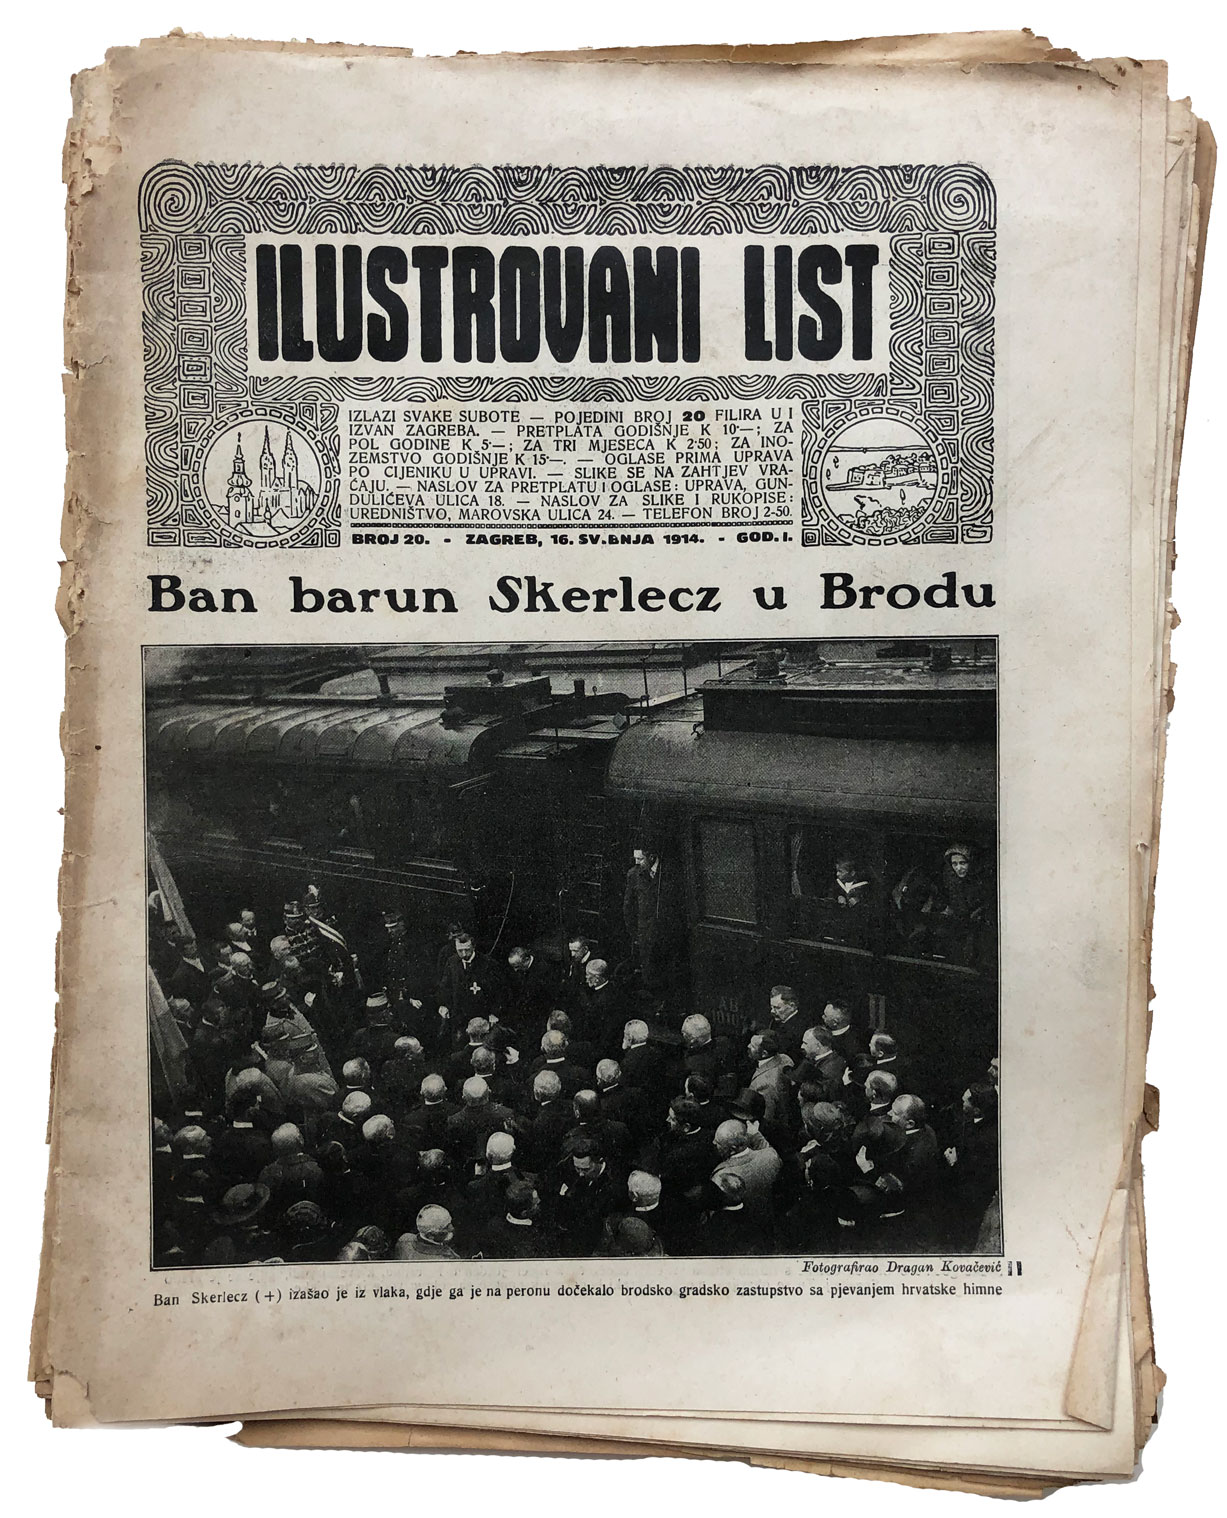 ILUSTROVANI LIST
IZLAZI SVAKE SUBOTE — POJEDINI BROJ 20 FILIRA U I
IZVAN ZAGREBA. — PRETPLATA GODIŠNJE K 10·—; ZA
POL GODINE K 5·—; ZA TRI MJESECA K 2·50; ZA INO-
ZEMSTVO GODIŠNJE K 15·—. — OGLASE PRIMA UPRAVA
PO CIJENIKU U UPRAVI. — SLIKE SE NA ZAHTJEV VRA-
ĆAJU. — NASLOV ZA PRETPLATU I OGLASE: UPRAVA, GUN-
DULIĆEVA ULICA 18. — NASLOV ZA SLIKE I RUKOPISE:
UREDNIŠTVO, MAROVSKA ULICA 24. — TELEFON BROJ 2-50.
BROJ 20. - ZAGREB, 16. SV.BNJA 1914. - GOD. I.
Ban barun Skerlecz u Brodu
Fotografirao Dragan Kovačević
Ban Skerlecz (+) izašao je iz vlaka, gdje ga je na peronu dočekalo brodsko gradsko zastupstvo sa pjevanjem hrvatske himne